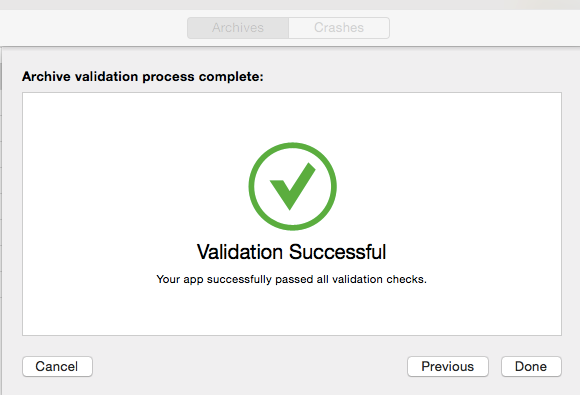 Archives Crashes
Archive validation process complete:
Validation Successful
Your app successfully passed all validation checks.
Cancel Previous Done